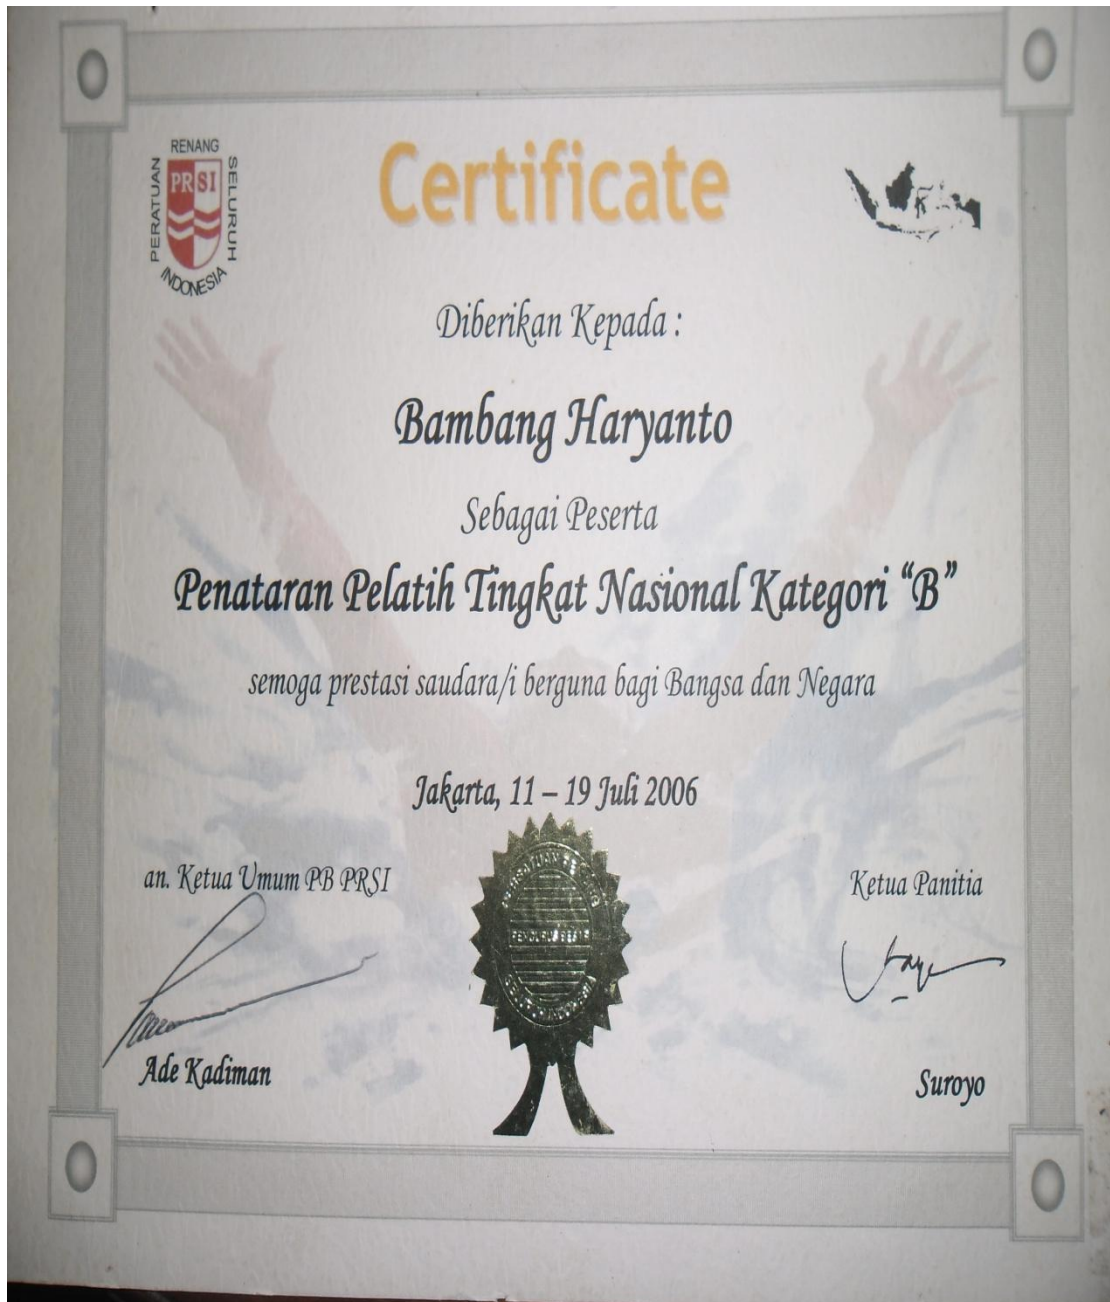 RENANG
PERATUAN
PRSI
SELURUH
INDONESIA
Certificate
Diberikan Kepada :
Bambang Haryanto
Sebagai Peserta
Penataran Pelatih Tingkat Nasional Kategori “B”
semoga prestasi saudara/i berguna bagi Bangsa dan Negara
Jakarta, 11 – 19 Juli 2006
an. Ketua Umum PB PRSI
Ketua Panitia
PENGURUS BESAR
Ade Kadiman
Suroyo